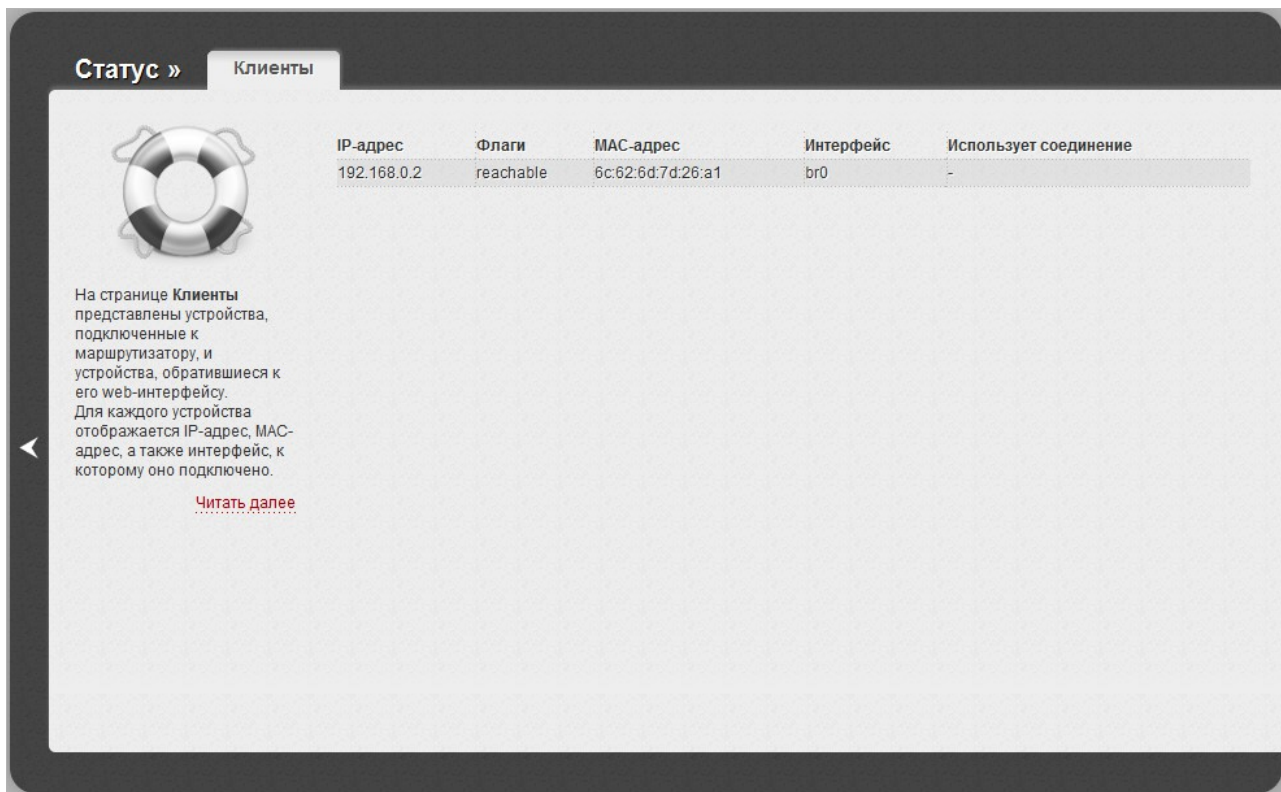 Статус »
Клиенты
IP-адрес Флаги MAC-адрес Интерфейс Использует соединение
192.168.0.2 reachable 6c:62:6d:7d:26:a1 br0 -
На странице Клиенты
представлены устройства,
подключенные к
маршрутизатору, и
устройства, обратившиеся к
его web-интерфейсу.
Для каждого устройства
отображается IP-адрес, MAC-
адрес, а также интерфейс, к
которому оно подключено.
Читать далее